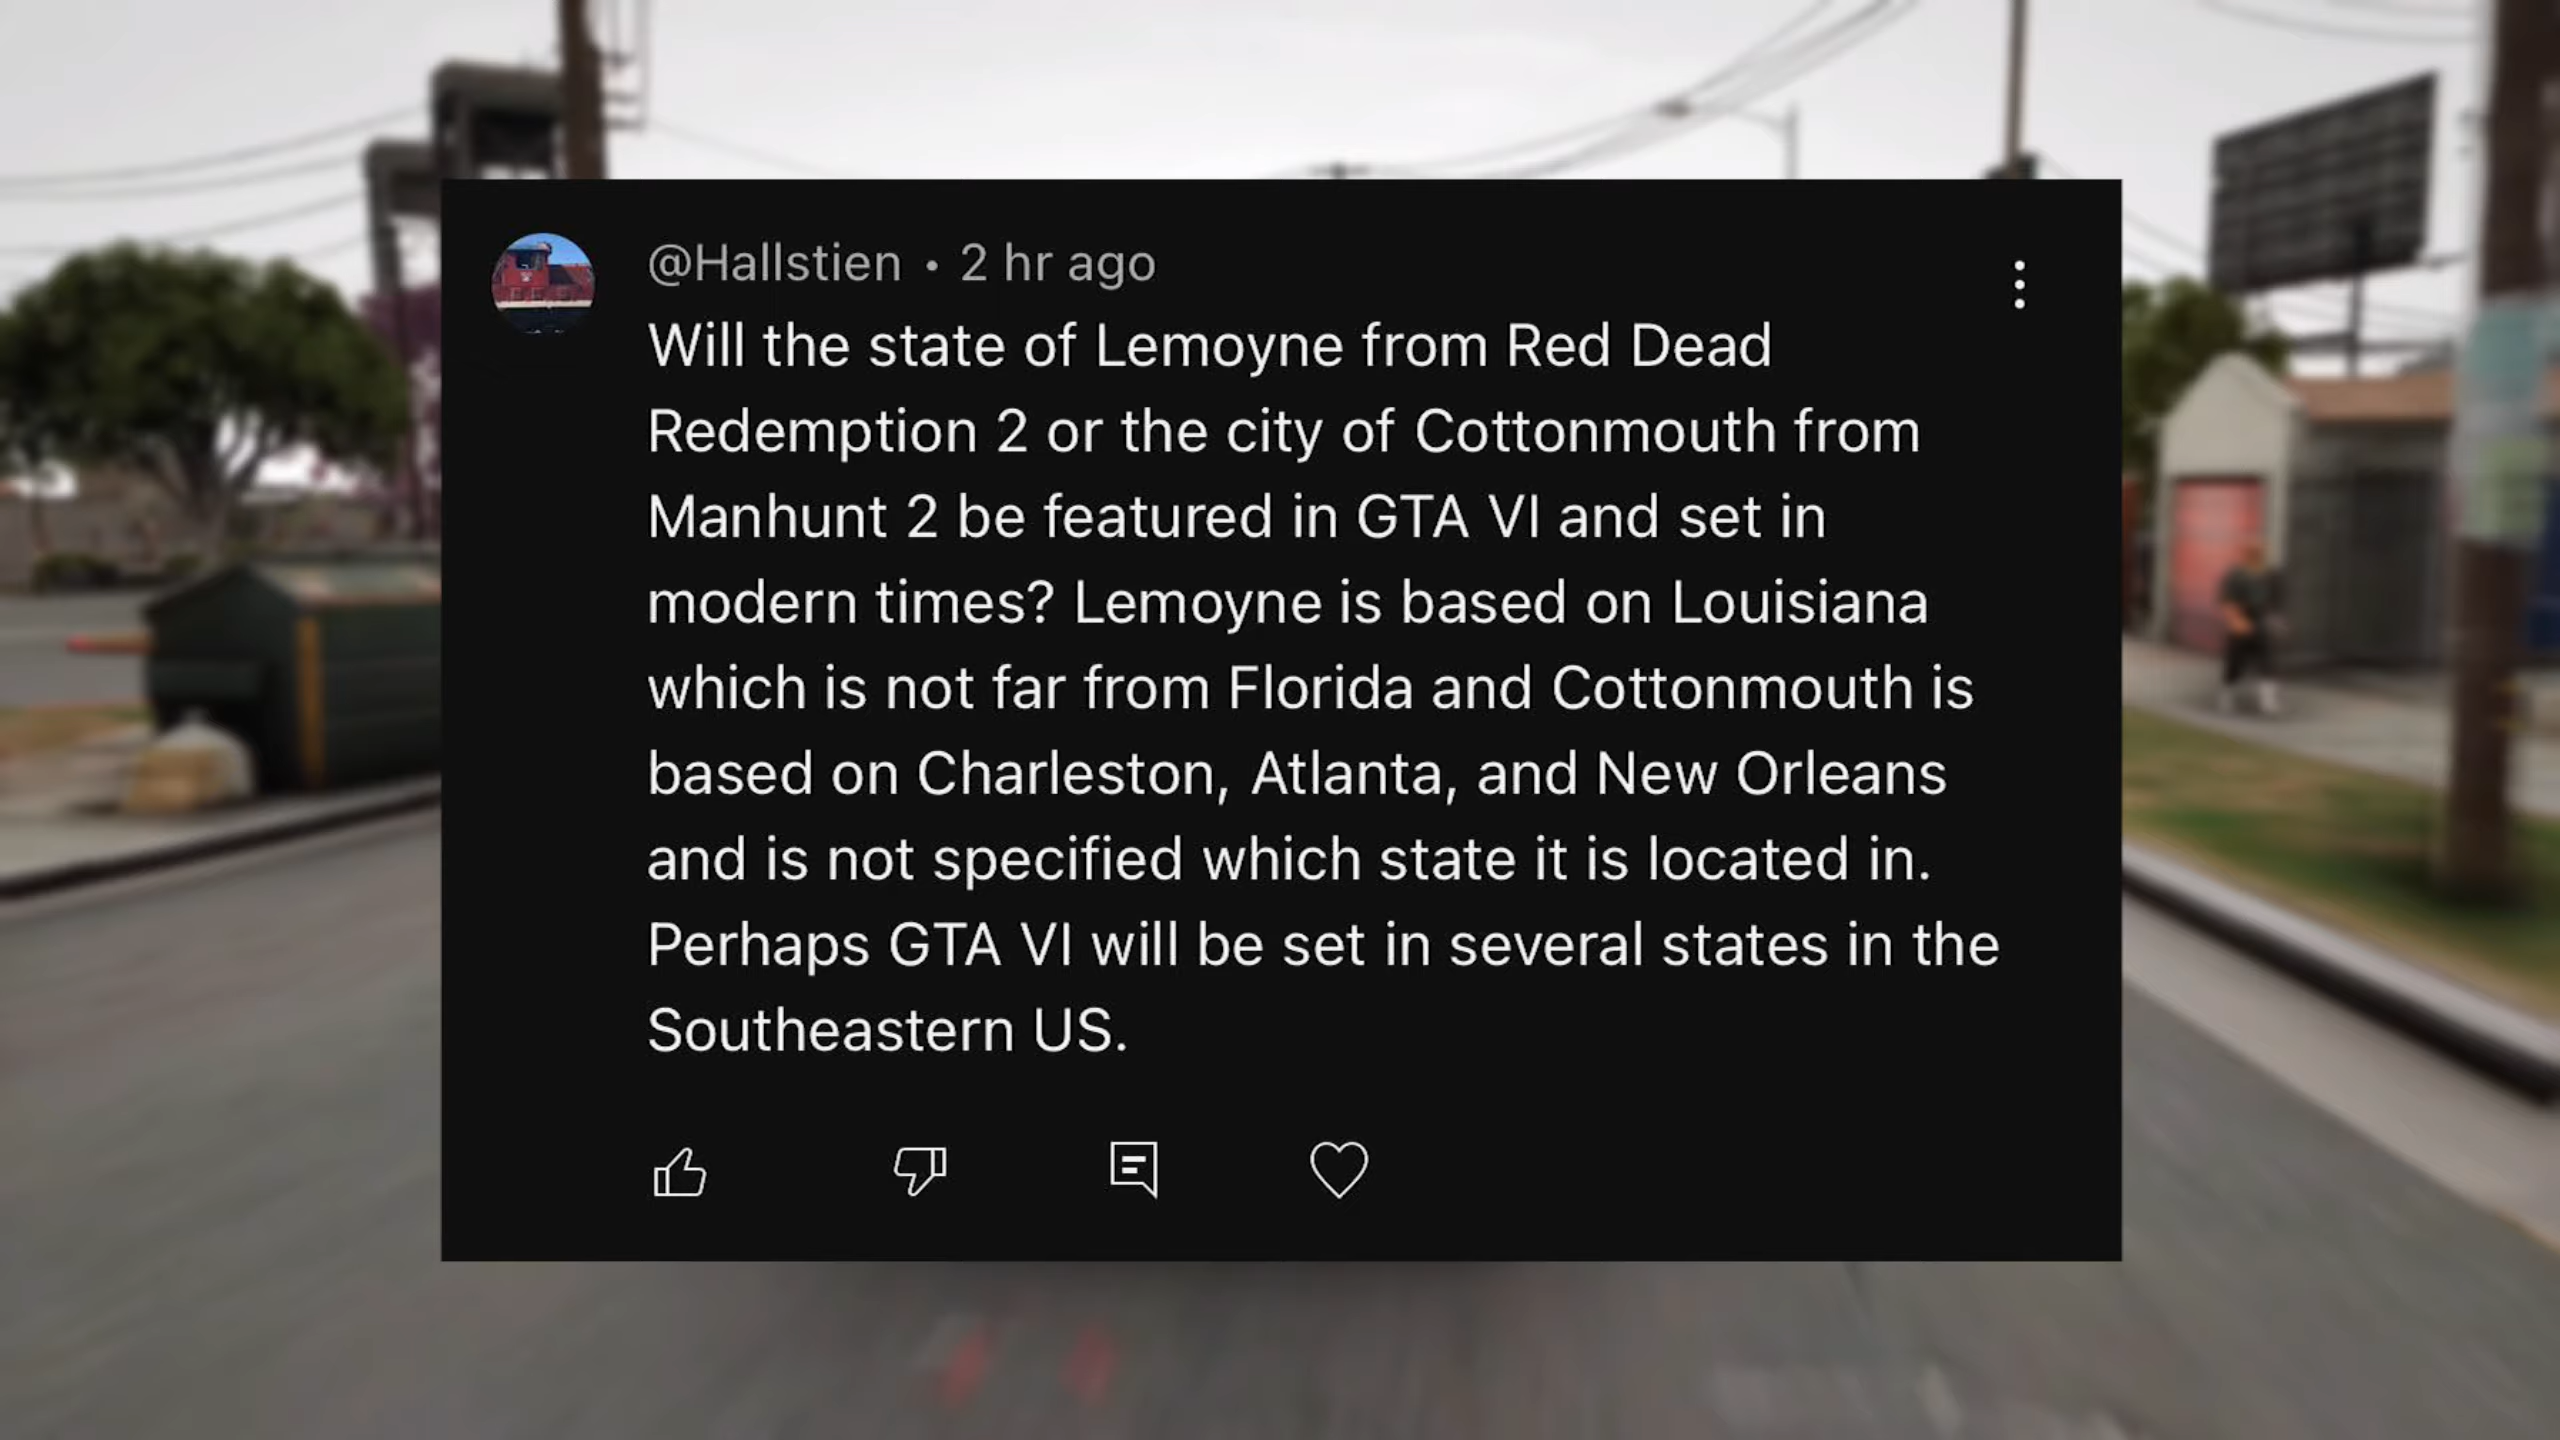 @Hallstien • 2 hr ago
Will the state of Lemoyne from Red Dead
Redemption 2 or the city of Cottonmouth from
Manhunt 2 be featured in GTA VI and set in
modern times? Lemoyne is based on Louisiana
which is not far from Florida and Cottonmouth is
based on Charleston, Atlanta, and New Orleans
and is not specified which state it is located in.
Perhaps GTA VI will be set in several states in the
Southeastern US.